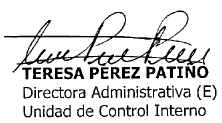 TERESA PÉREZ PATIÑO
Directora Administrativa (E)
Unidad de Control Interno